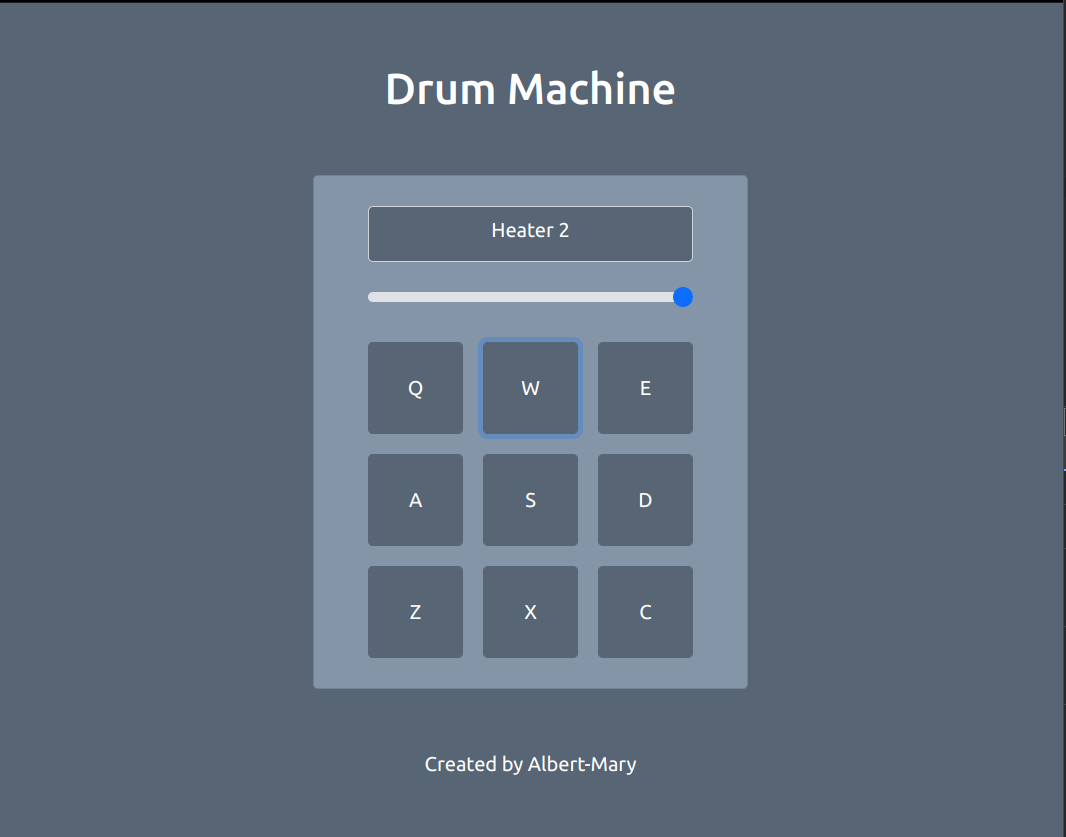 Drum Machine
Heater 2
Q W E
A S D
Z X C
Created by Albert-Mary